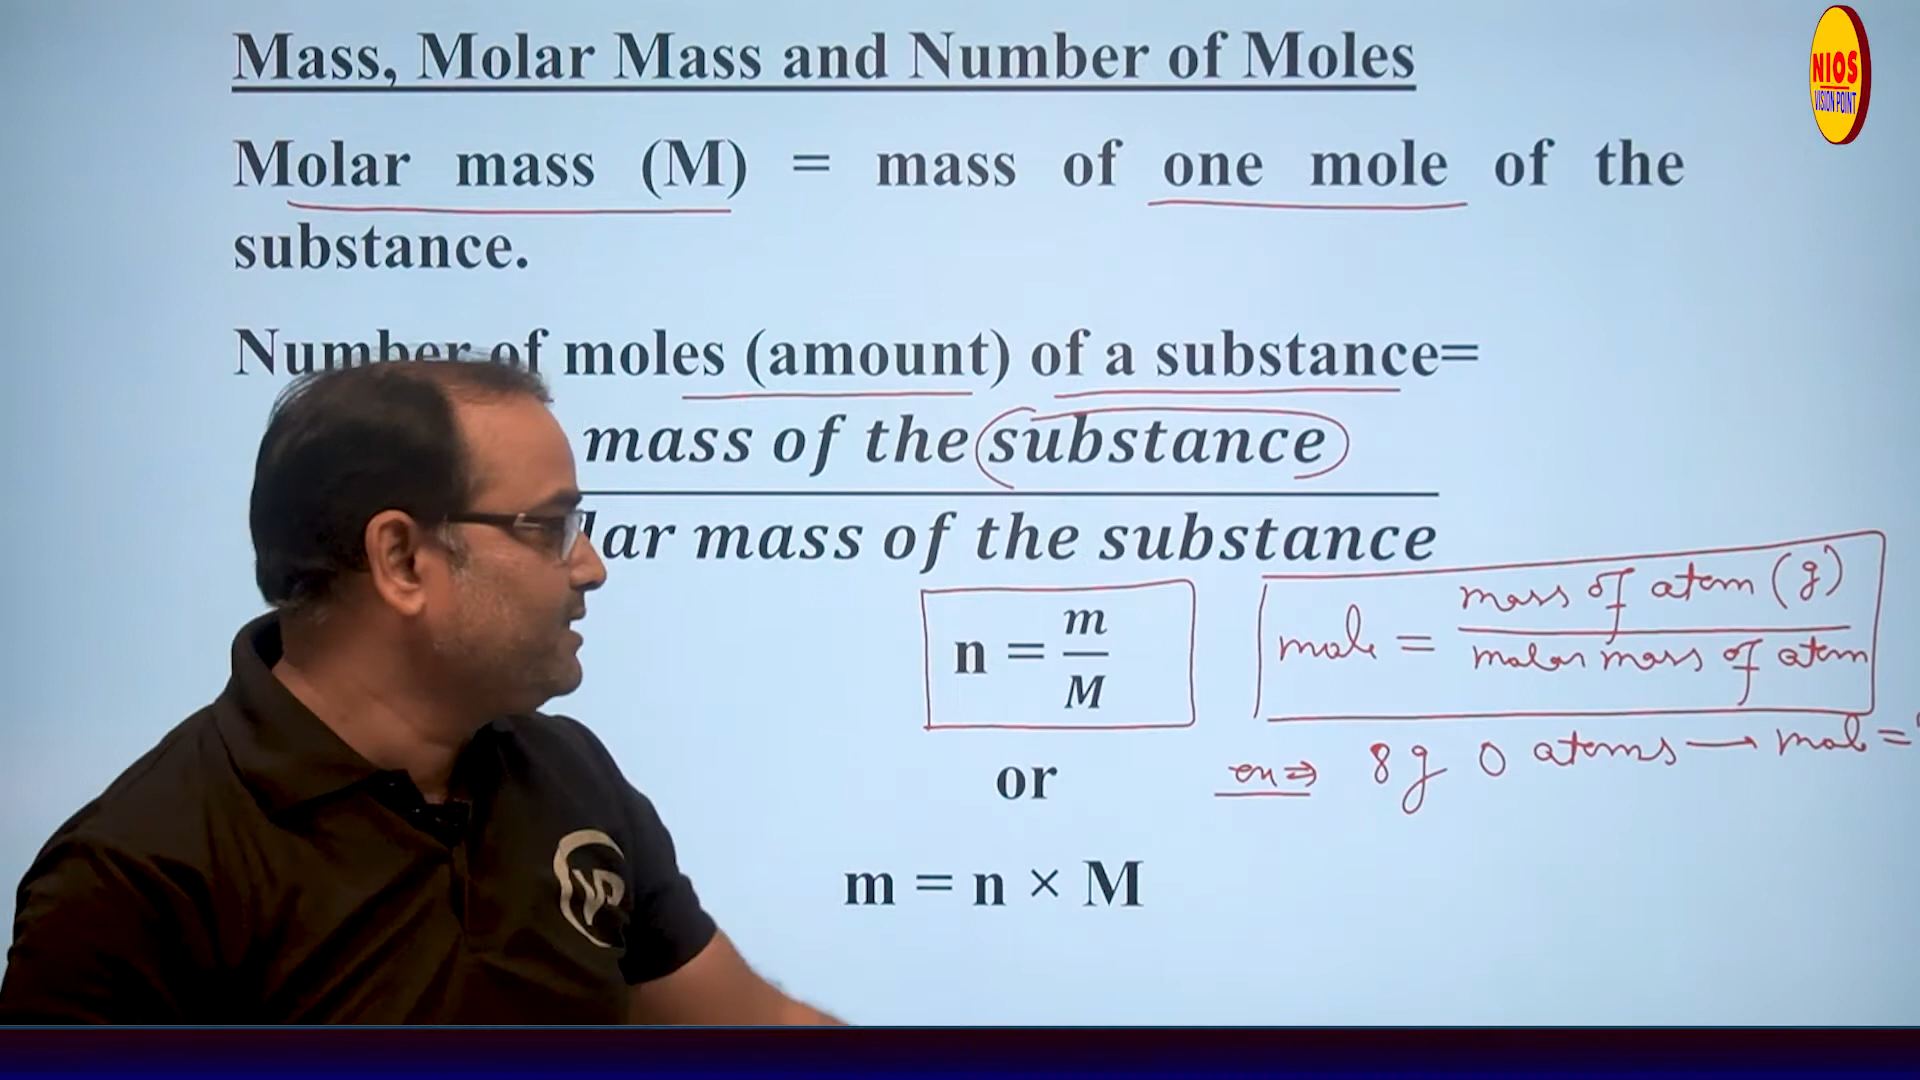 Mass, Molar Mass and Number of Moles
NIOS
VISION POINT
Molar mass (M) = mass of one mole of the
substance.
Number of moles (amount) of a substance=
mass of the substance
lar mass of the substance
n = m/M
mole = mass of atom (g) / molar mass of atom
or
ex ⇒ 8 g O atoms → mol =
m = n × M